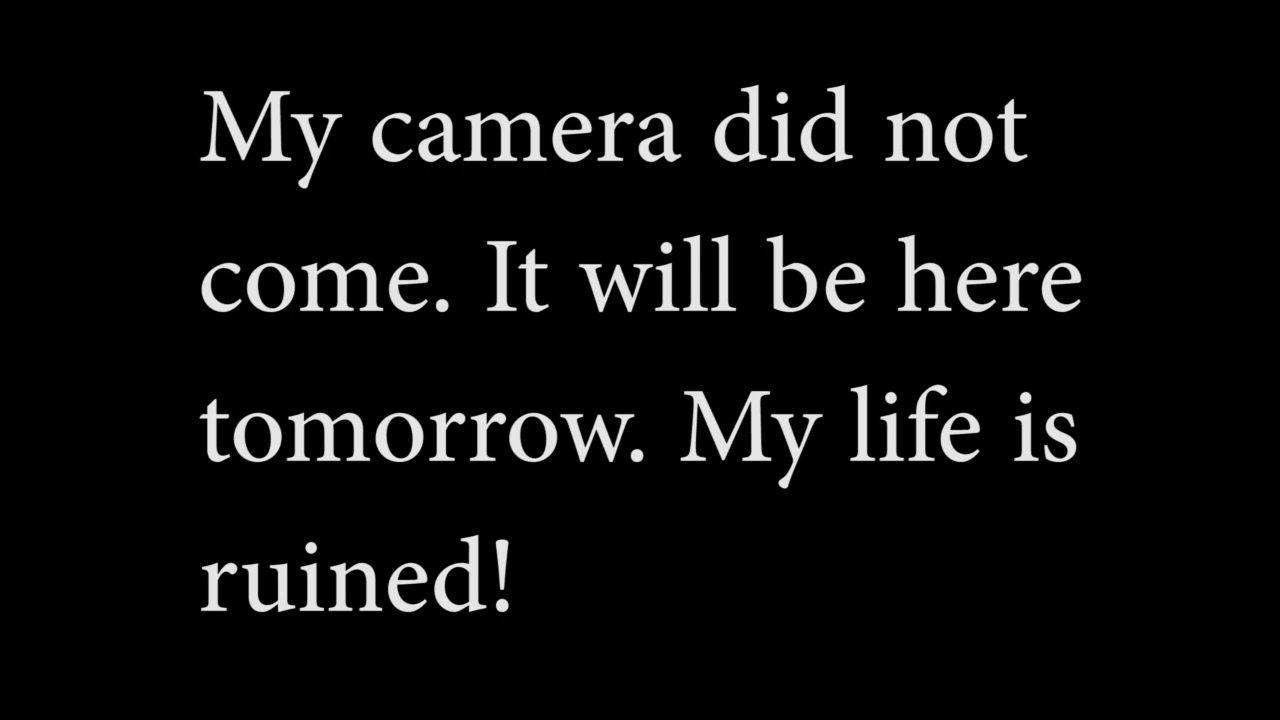 My camera did not
come. It will be here
tomorrow. My life is
ruined!